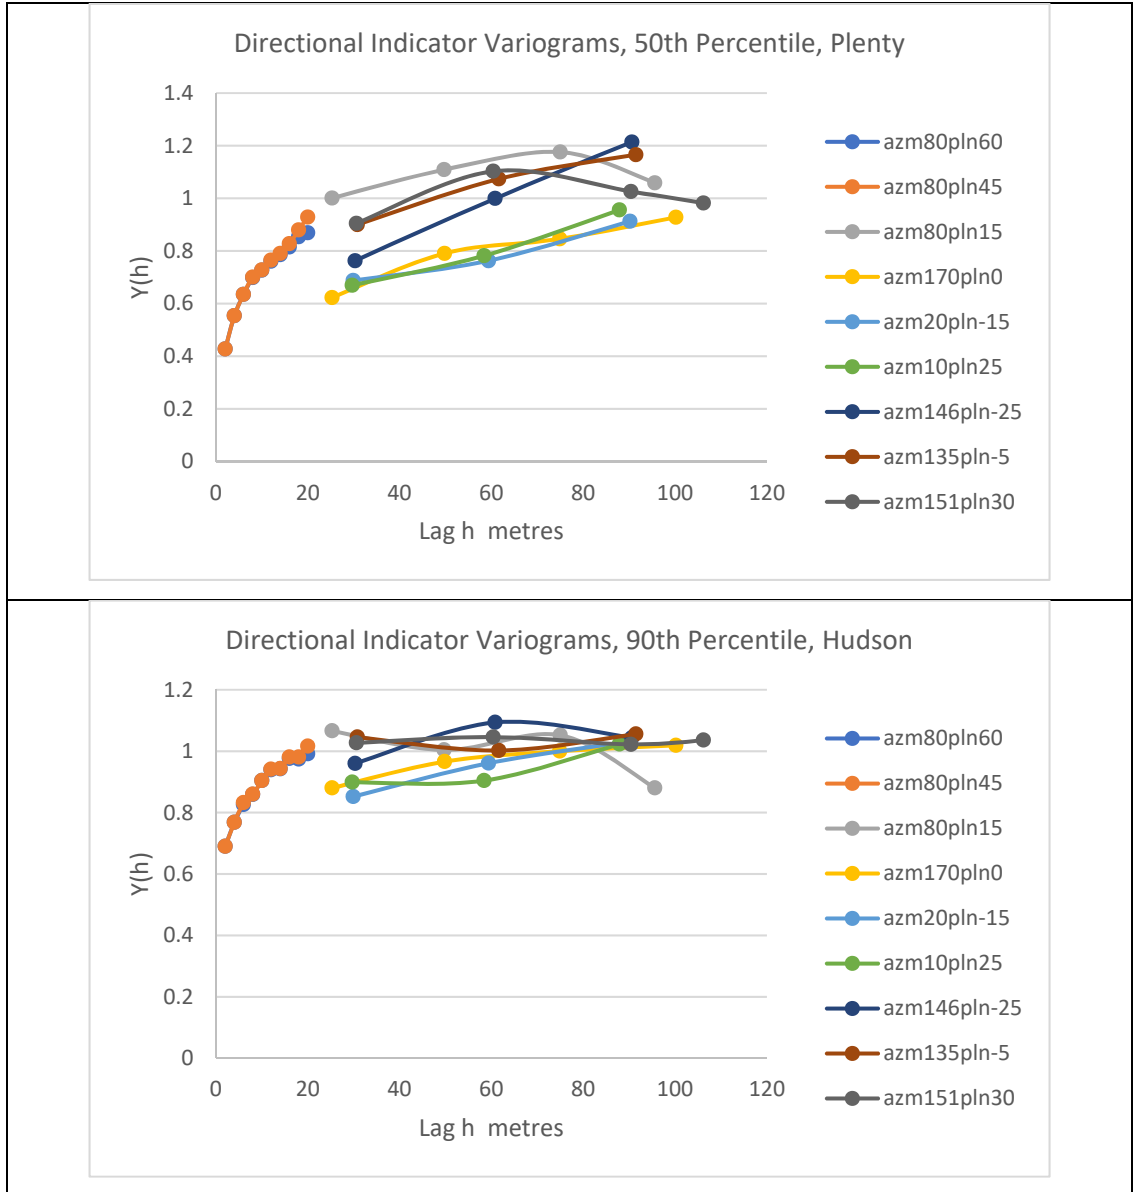 Directional Indicator Variograms, 50th Percentile, Plenty
1.4
1.2
1
0.8
0.6
0.4
0.2
0
Y(h)
0 20 40 60 80 100 120
Lag h metres
azm80pln60
azm80pln45
azm80pln15
azm170pln0
azm20pln-15
azm10pln25
azm146pln-25
azm135pln-5
azm151pln30
Directional Indicator Variograms, 90th Percentile, Hudson
1.2
1
0.8
0.6
0.4
0.2
0
Y(h)
0 20 40 60 80 100 120
Lag h metres
azm80pln60
azm80pln45
azm80pln15
azm170pln0
azm20pln-15
azm10pln25
azm146pln-25
azm135pln-5
azm151pln30